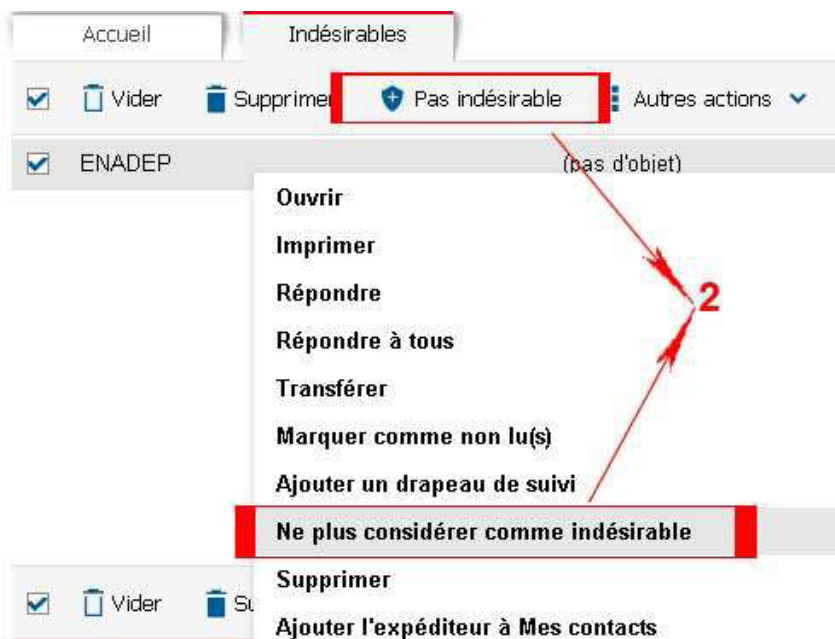 Accueil Indésirables
Vider Supprimer Pas indésirable Autres actions
ENADEP (pas d'objet)
Ouvrir
Imprimer
Répondre
Répondre à tous
2
Transférer
Marquer comme non lu(s)
Ajouter un drapeau de suivi
Ne plus considérer comme indésirable
Supprimer
Vider Su
Ajouter l'expéditeur à Mes contacts